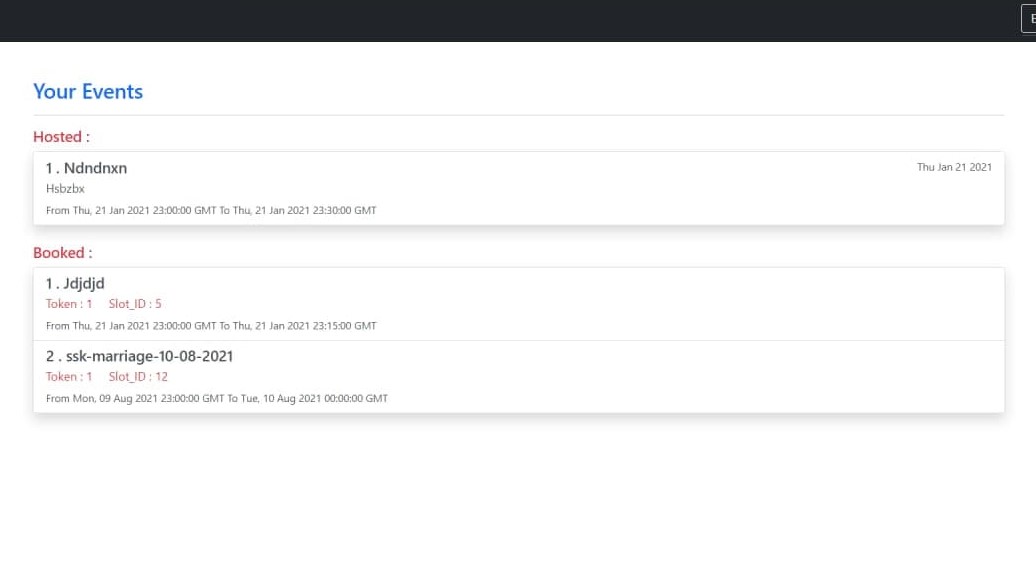 Your Events
Hosted :
1 . Ndndnxn
Thu Jan 21 2021
Hsbzbx
From Thu, 21 Jan 2021 23:00:00 GMT To Thu, 21 Jan 2021 23:30:00 GMT
Booked :
1 . Jdjdjd
Token : 1 Slot_ID : 5
From Thu, 21 Jan 2021 23:00:00 GMT To Thu, 21 Jan 2021 23:15:00 GMT
2 . ssk-marriage-10-08-2021
Token : 1 Slot_ID : 12
From Mon, 09 Aug 2021 23:00:00 GMT To Tue, 10 Aug 2021 00:00:00 GMT